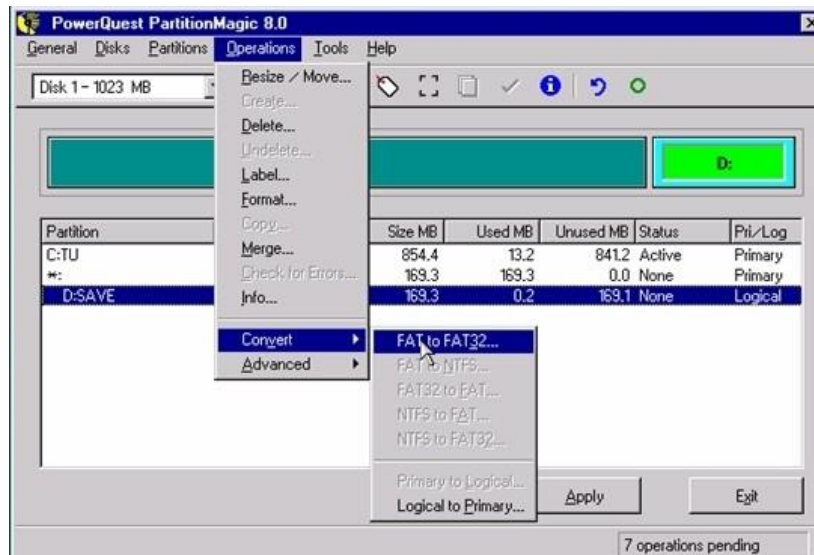 PowerQuest PartitionMagic 8.0
General Disks Partitions Operations Tools Help
Disk 1 - 1023 MB
Resize / Move...
Create...
Delete...
Undelete...
Label...
Format...
Copy...
Merge...
Check for Errors...
Info...
Convert
Advanced
D:
Partition Size MB Used MB Unused MB Status Pri/Log
C:TU 854.4 13.2 841.2 Active Primary
*: 169.3 169.3 0.0 None Primary
D:SAVE 169.3 0.2 169.1 None Logical
FAT to FAT32...
FAT to NTFS...
FAT32 to FAT...
NTFS to FAT...
NTFS to FAT32...
Primary to Logical...
Logical to Primary...
Apply Exit
7 operations pending